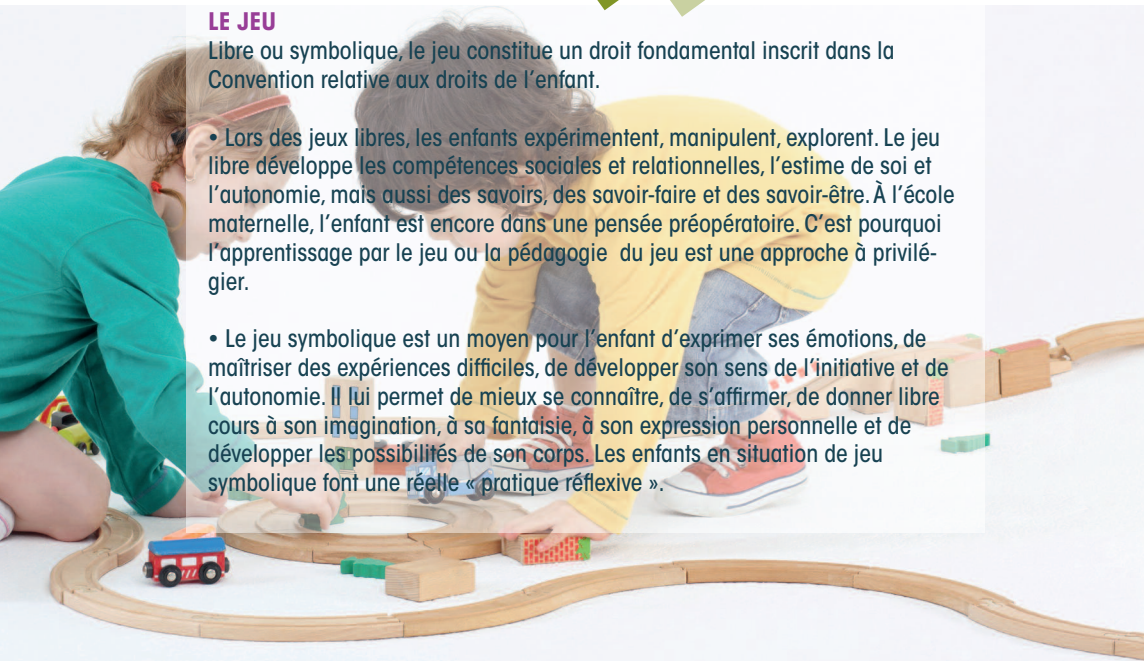 LE JEU
Libre ou symbolique, le jeu constitue un droit fondamental inscrit dans la
Convention relative aux droits de l’enfant.
• Lors des jeux libres, les enfants expérimentent, manipulent, explorent. Le jeu
libre développe les compétences sociales et relationnelles, l’estime de soi et
l’autonomie, mais aussi des savoirs, des savoir-faire et des savoir-être. À l’école
maternelle, l’enfant est encore dans une pensée préopératoire. C’est pourquoi
l’apprentissage par le jeu ou la pédagogie  du jeu est une approche à privilé-
gier.
• Le jeu symbolique est un moyen pour l’enfant d’exprimer ses émotions, de
maîtriser des expériences difficiles, de développer son sens de l’initiative et de
l’autonomie. Il lui permet de mieux se connaître, de s’affirmer, de donner libre
cours à son imagination, à sa fantaisie, à son expression personnelle et de
développer les possibilités de son corps. Les enfants en situation de jeu
symbolique font une réelle « pratique réflexive ».